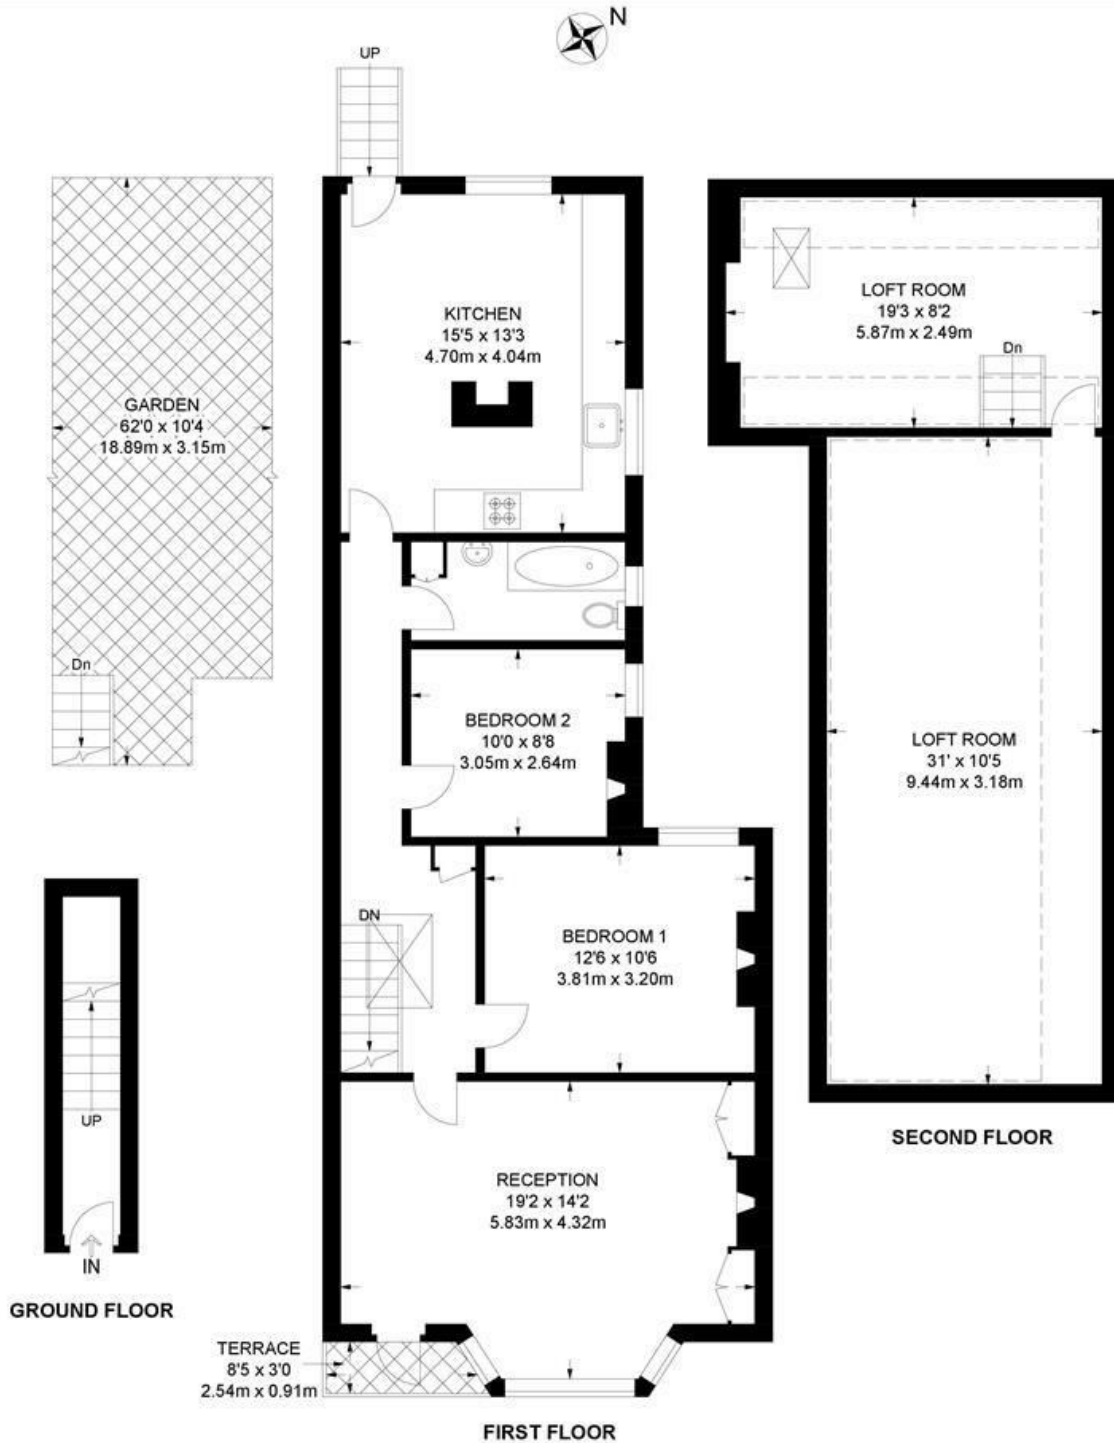 N
UP
KITCHEN
15'5 x 13'3
4.70m x 4.04m
GARDEN
62'0 x 10'4
18.89m x 3.15m
Dn
LOFT ROOM
19'3 x 8'2
5.87m x 2.49m
Dn
BEDROOM 2
10'0 x 8'8
3.05m x 2.64m
LOFT ROOM
31' x 10'5
9.44m x 3.18m
DN
BEDROOM 1
12'6 x 10'6
3.81m x 3.20m
UP
IN
GROUND FLOOR
SECOND FLOOR
RECEPTION
19'2 x 14'2
5.83m x 4.32m
TERRACE
8'5 x 3'0
2.54m x 0.91m
FIRST FLOOR